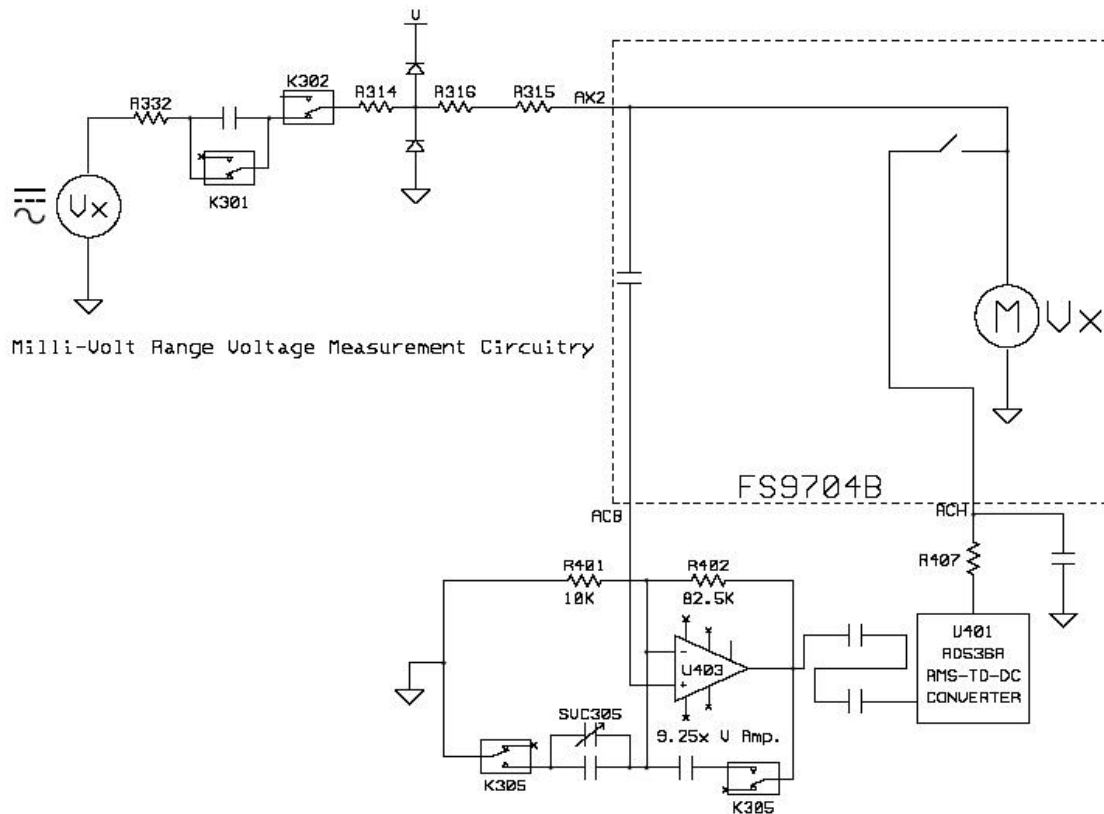 V
K302
R332
R314
R316
R315
AX2
K301
Vx
M Vx
Milli-Volt Range Voltage Measurement Circuitry
FS9704B
ACB
ACH
R401
R402
R407
10K
82.5K
U401
AD536A
RMS-TO-DC
CONVERTER
U403
-
+
SVC305
9.25x V Amp.
K305
K305